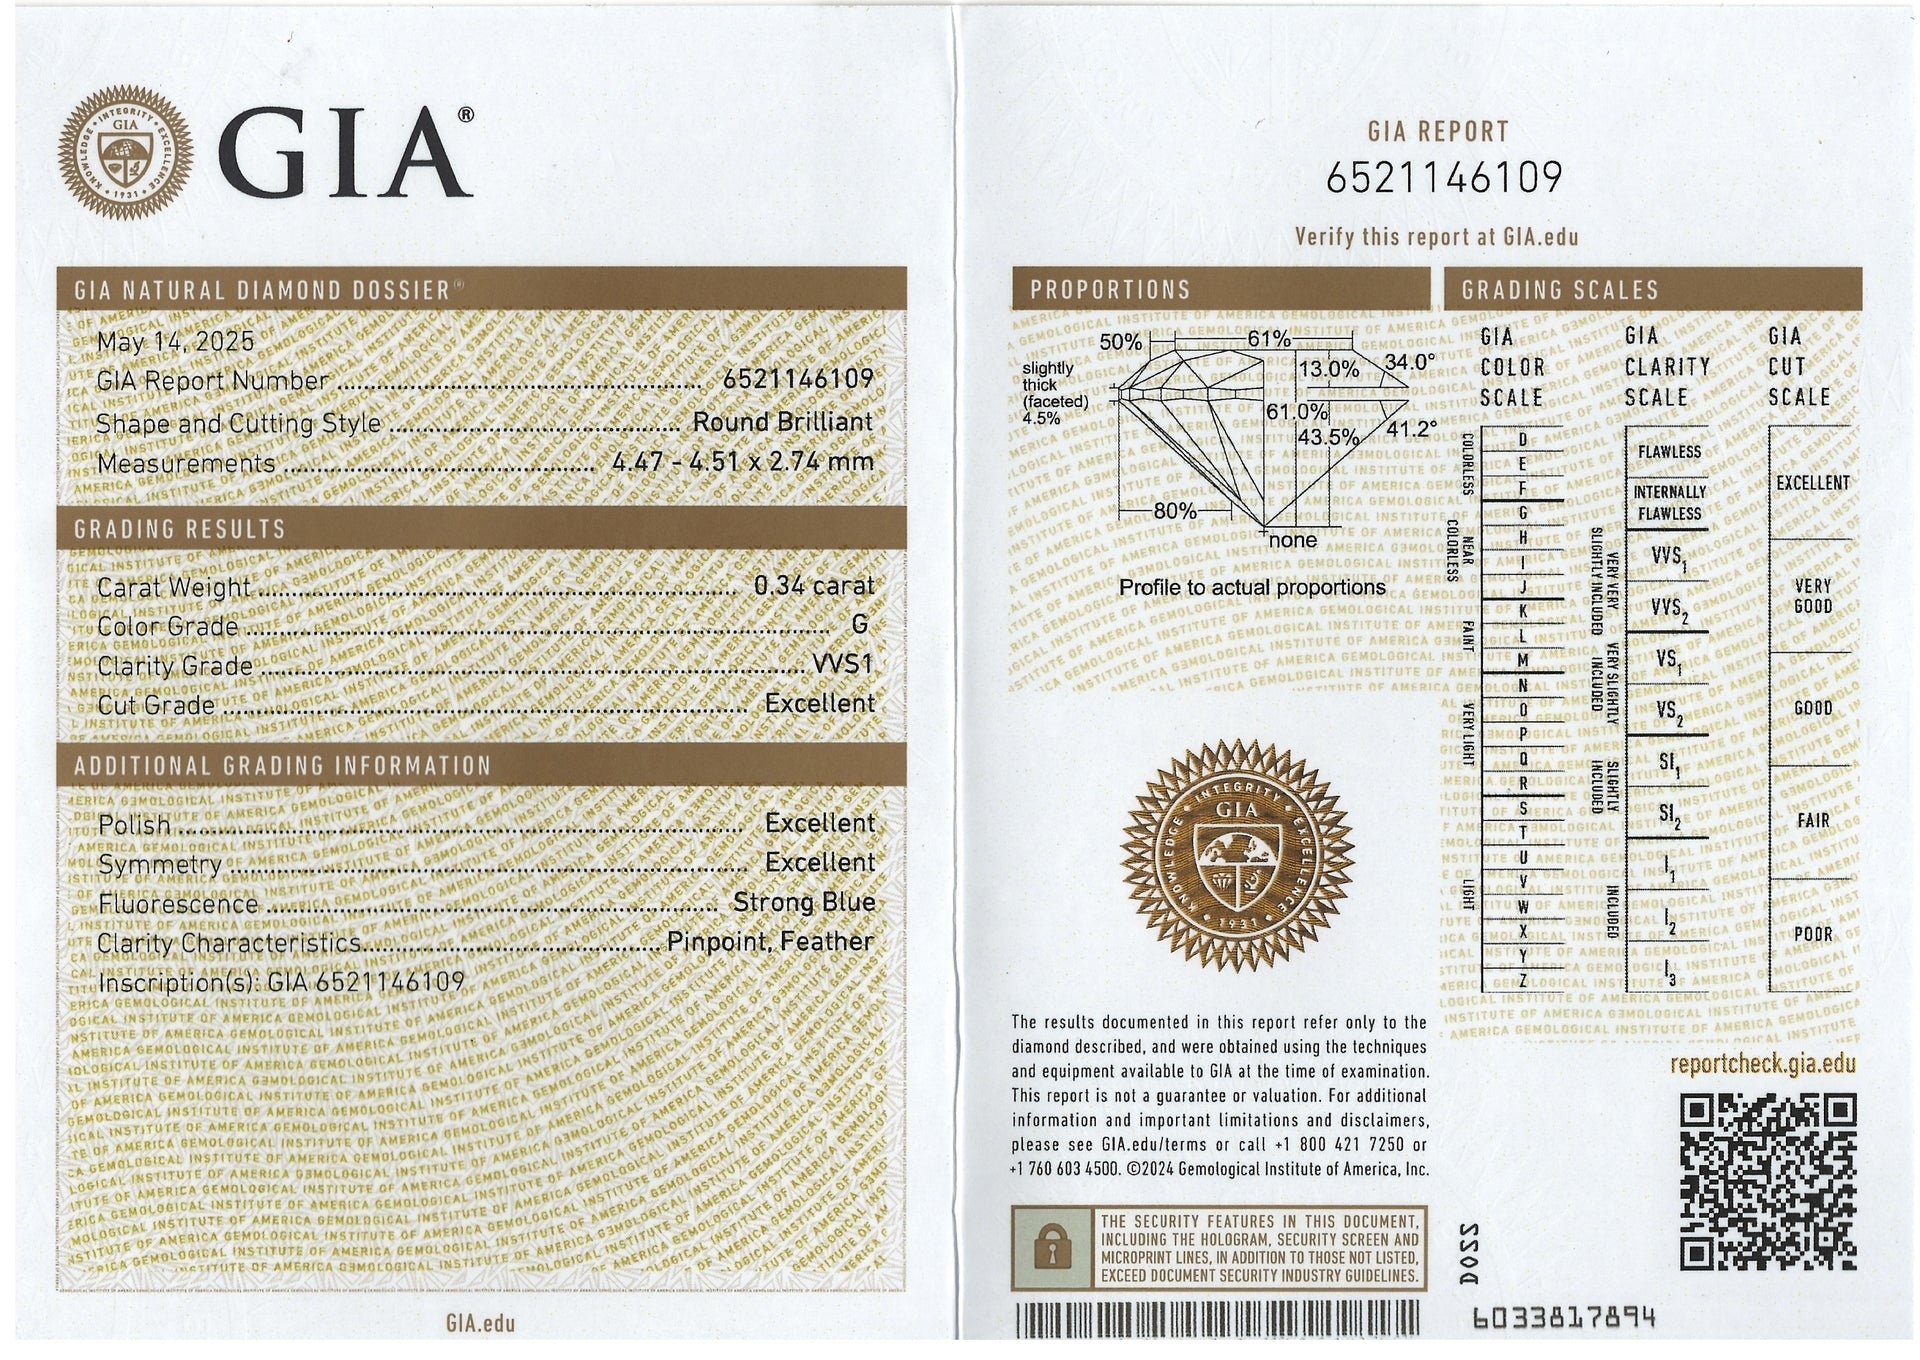 GIA®
INTEGRITY
GIA
KNOWLEDGE
EXCELLENCE
1931
GIA NATURAL DIAMOND DOSSIER®
May 14, 2025
GIA Report Number 6521146109
Shape and Cutting Style Round Brilliant
Measurements 4.47 - 4.51 x 2.74 mm
GRADING RESULTS
Carat Weight 0.34 carat
Color Grade G
Clarity Grade VVS1
Cut Grade Excellent
ADDITIONAL GRADING INFORMATION
Polish Excellent
Symmetry Excellent
Fluorescence Strong Blue
Clarity Characteristics Pinpoint, Feather
Inscription(s): GIA 6521146109
GIA.edu
GIA REPORT
6521146109
Verify this report at GIA.edu
PROPORTIONS
50%
61%
slightly
thick
(faceted)
4.5%
13.0%
34.0°
61.0%
43.5%
41.2°
80%
none
Profile to actual proportions
INTEGRITY
GIA
KNOWLEDGE
EXCELLENCE
1931
The results documented in this report refer only to the
diamond described, and were obtained using the techniques
and equipment available to GIA at the time of examination.
This report is not a guarantee or valuation. For additional
information and important limitations and disclaimers,
please see GIA.edu/terms or call +1 800 421 7250 or
+1 760 603 4500. ©2024 Gemological Institute of America, Inc.
THE SECURITY FEATURES IN THIS DOCUMENT,
INCLUDING THE HOLOGRAM, SECURITY SCREEN AND
MICROPRINT LINES, IN ADDITION TO THOSE NOT LISTED,
EXCEED DOCUMENT SECURITY INDUSTRY GUIDELINES.
GRADING SCALES
GIA
COLOR
SCALE
COLORLESS
D
E
F
NEAR
COLORLESS
G
H
I
J
FAINT
K
L
M
VERY LIGHT
N
O
P
Q
R
LIGHT
S
T
U
V
W
X
Y
Z
GIA
CLARITY
SCALE
FLAWLESS
INTERNALLY
FLAWLESS
VERY VERY
SLIGHTLY INCLUDED
VVS1
VVS2
VERY SLIGHTLY
INCLUDED
VS1
VS2
SLIGHTLY
INCLUDED
SI1
SI2
INCLUDED
I1
I2
I3
GIA
CUT
SCALE
EXCELLENT
VERY
GOOD
GOOD
FAIR
POOR
reportcheck.gia.edu
DOSS
6033817894